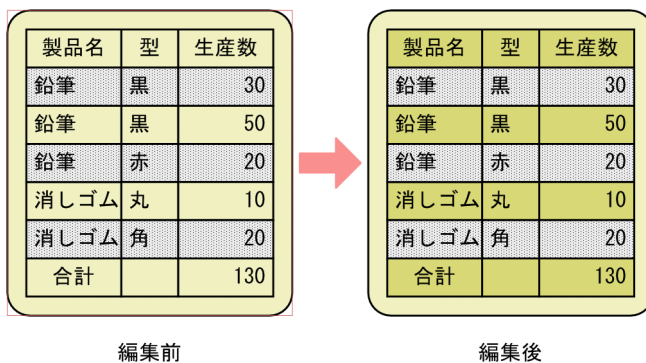 製品名 型 生産数
鉛筆 黒 30
鉛筆 黒 50
鉛筆 赤 20
消しゴム 丸 10
消しゴム 角 20
合計 130
編集前
製品名 型 生産数
鉛筆 黒 30
鉛筆 黒 50
鉛筆 赤 20
消しゴム 丸 10
消しゴム 角 20
合計 130
編集後